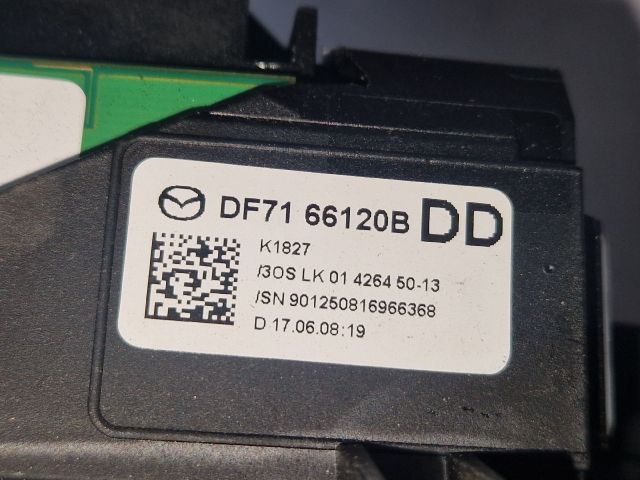 DF71 66120B DD
K1827
/3OS LK 01 4264 50-13
/SN 901250816966368
D 17.06.08:19